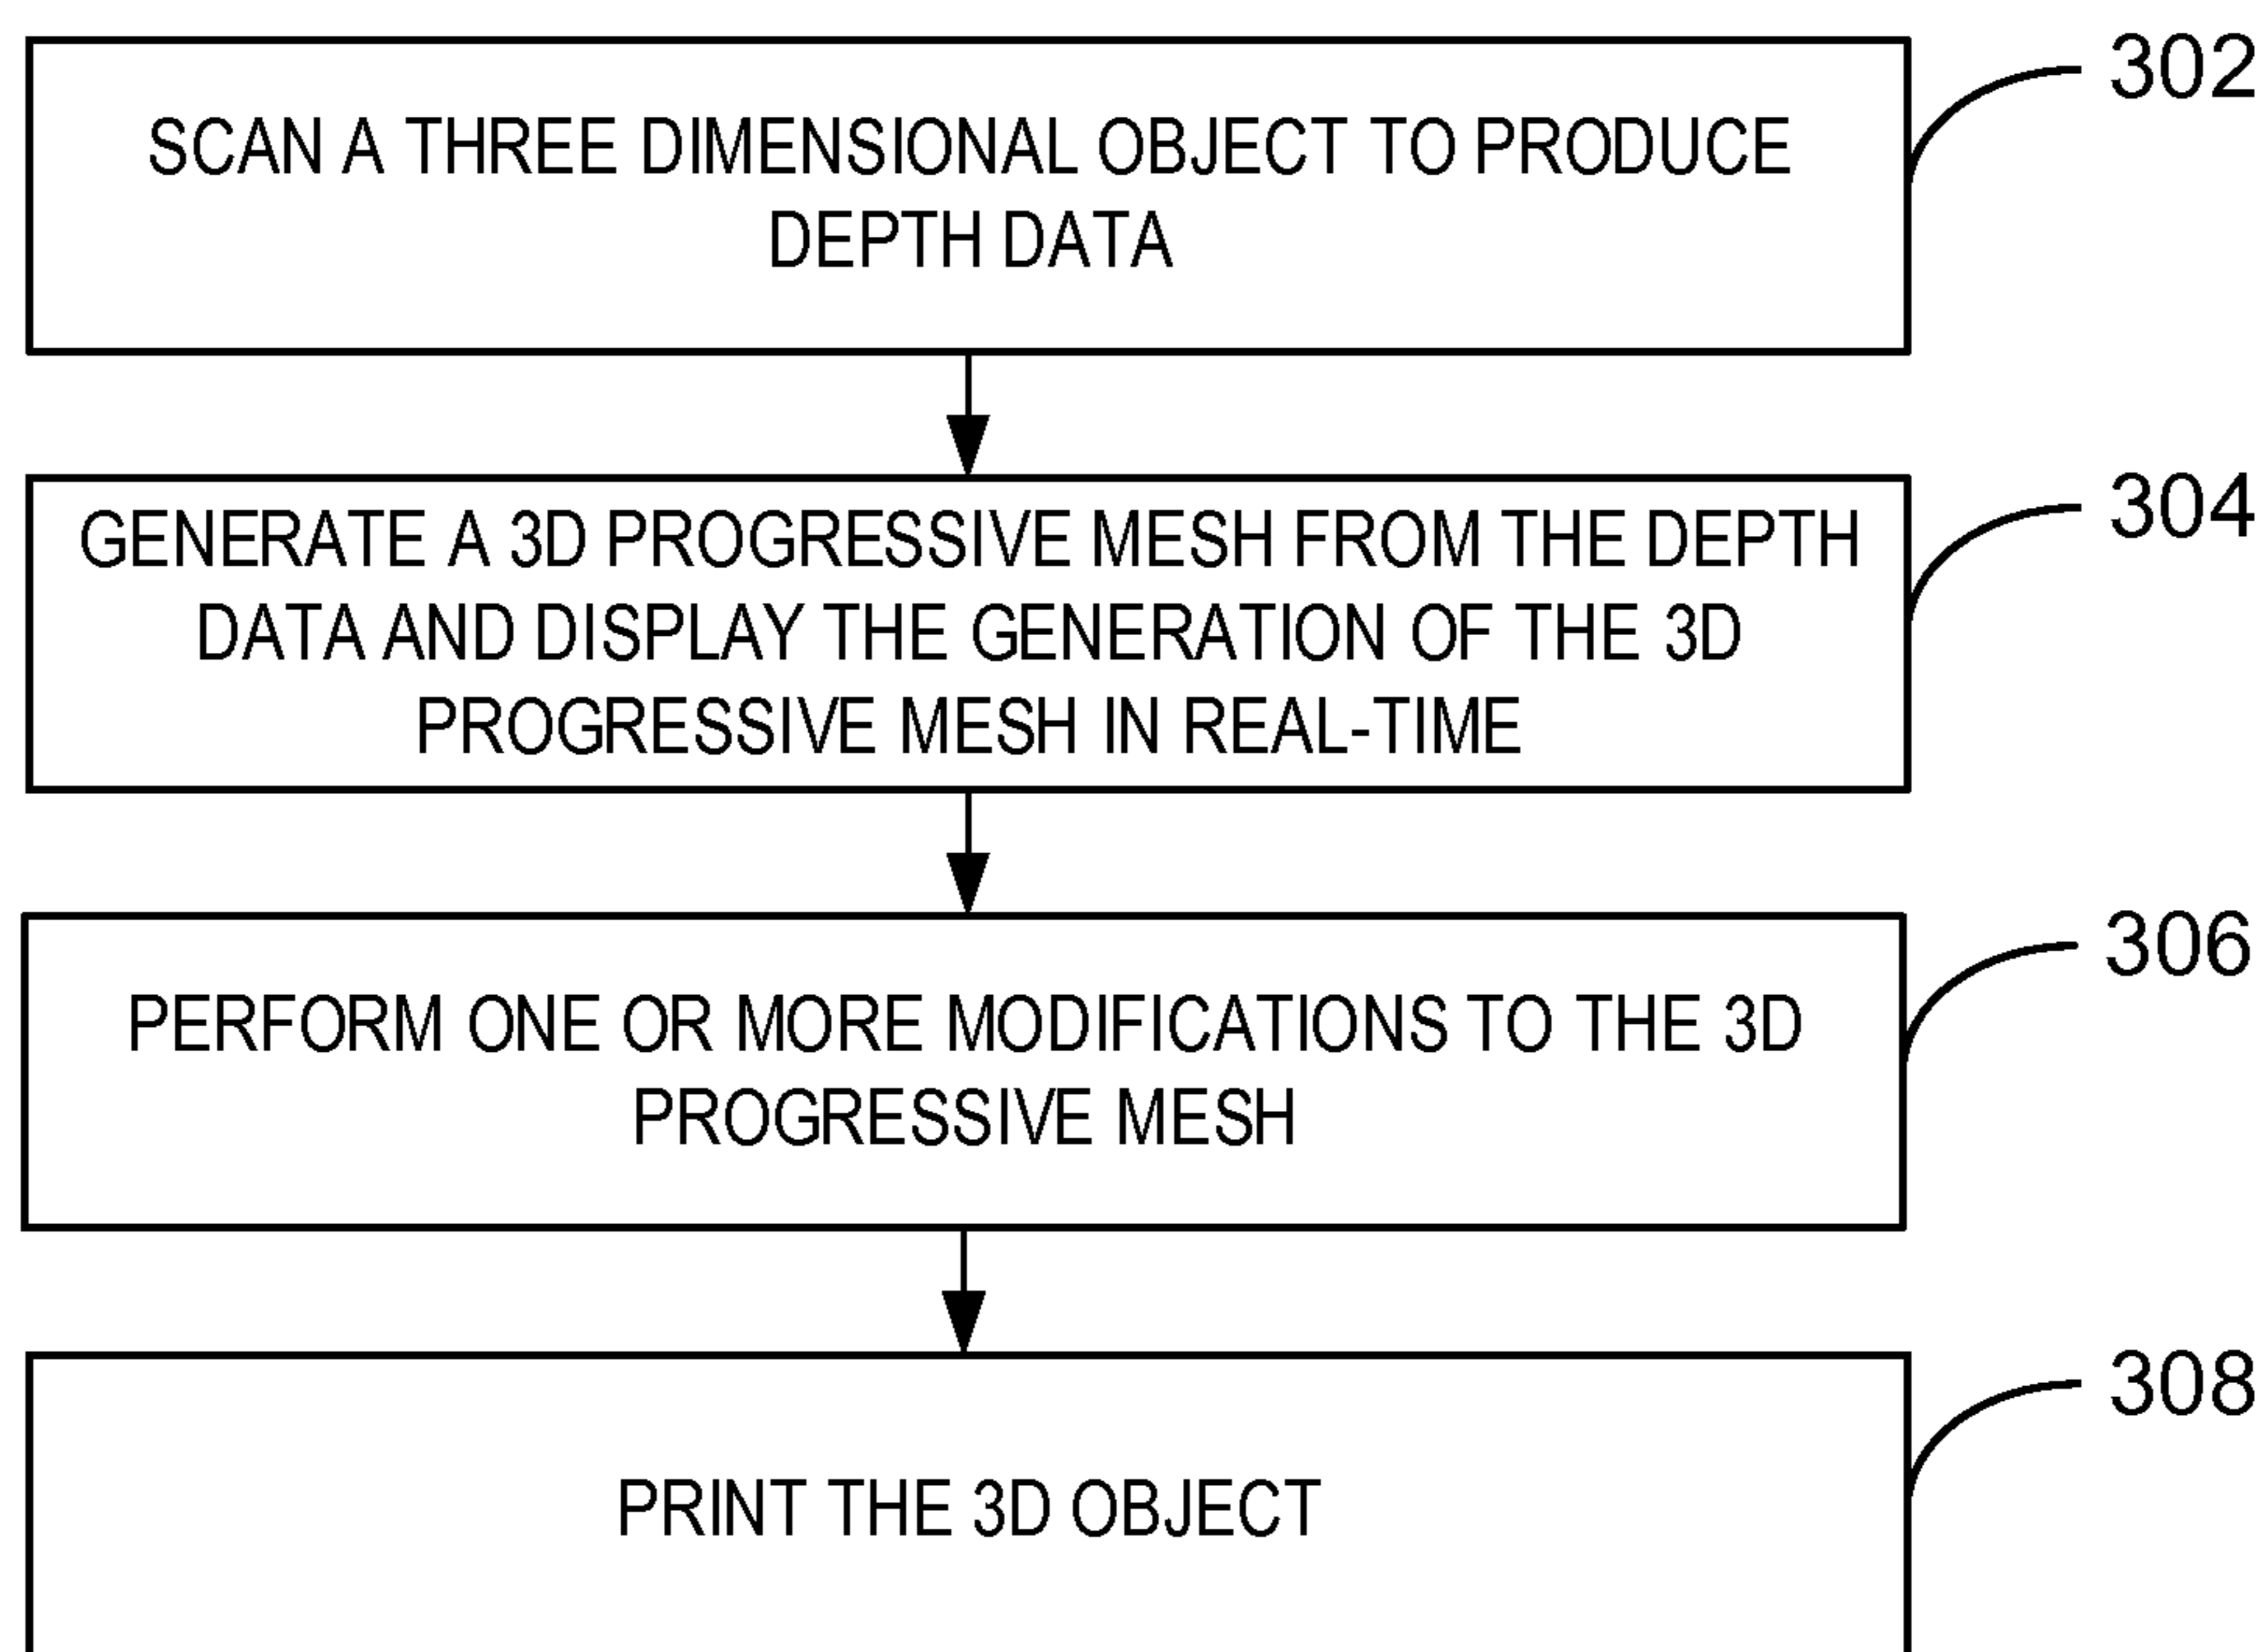 302
SCAN A THREE DIMENSIONAL OBJECT TO PRODUCE
DEPTH DATA
304
GENERATE A 3D PROGRESSIVE MESH FROM THE DEPTH
DATA AND DISPLAY THE GENERATION OF THE 3D
PROGRESSIVE MESH IN REAL-TIME
306
PERFORM ONE OR MORE MODIFICATIONS TO THE 3D
PROGRESSIVE MESH
308
PRINT THE 3D OBJECT